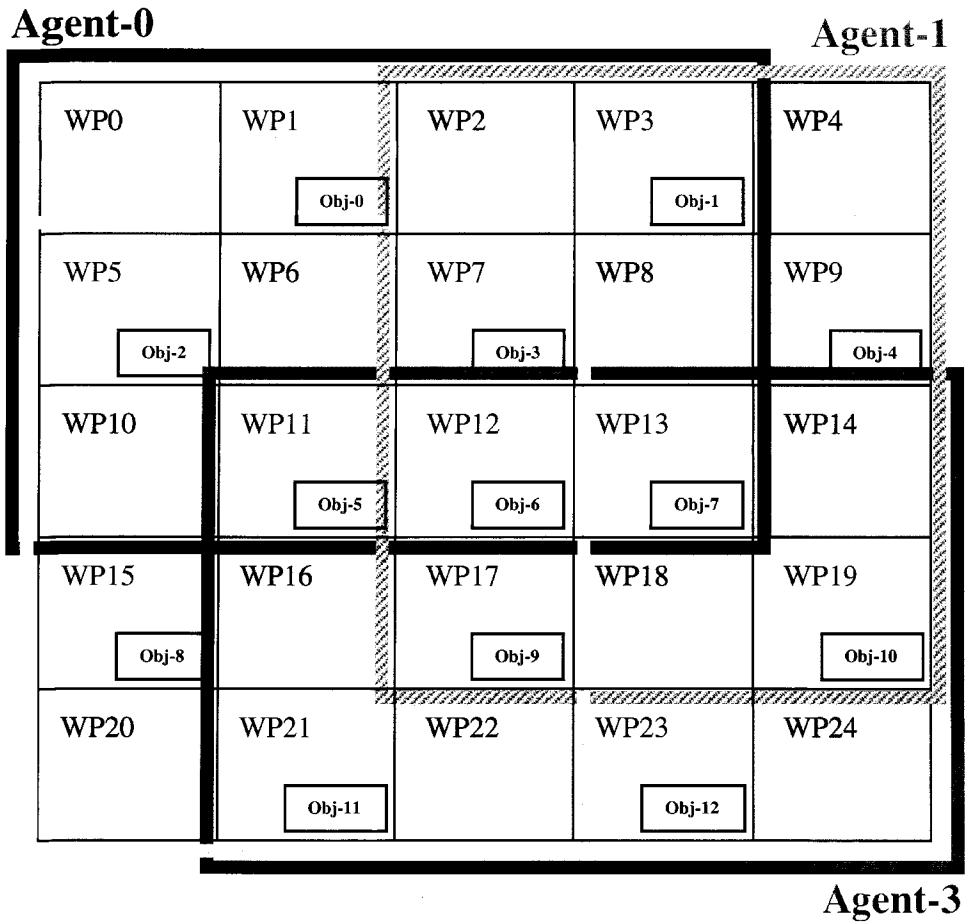 Agent-0
Agent-1
WP0 WP1 WP2 WP3 WP4
Obj-0 Obj-1
WP5 WP6 WP7 WP8 WP9
Obj-2 Obj-3 Obj-4
WP10 WP11 WP12 WP13 WP14
Obj-5 Obj-6 Obj-7
WP15 WP16 WP17 WP18 WP19
Obj-8 Obj-9 Obj-10
WP20 WP21 WP22 WP23 WP24
Obj-11 Obj-12
Agent-3